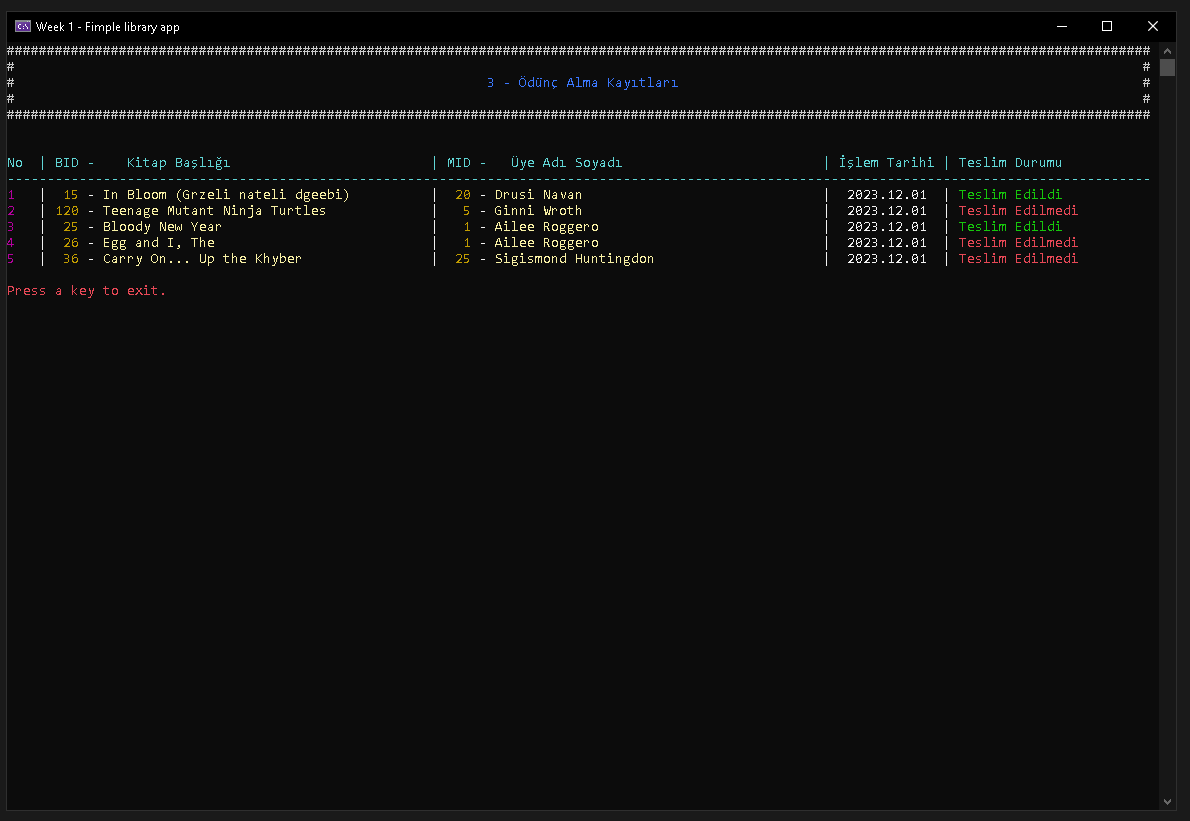 Week 1 - Fimple library app
################################################################################################################################################
# #
# 3 - Ödünç Alma Kayıtları #
# #
################################################################################################################################################
No | BID - Kitap Başlığı | MID - Üye Adı Soyadı | İşlem Tarihi | Teslim Durumu
------------------------------------------------------------------------------------------------------------------------------------------------
1 | 15 - In Bloom (Grzeli nateli dgeebi) | 20 - Drusi Navan | 2023.12.01 | Teslim Edildi
2 | 120 - Teenage Mutant Ninja Turtles | 5 - Ginni Wroth | 2023.12.01 | Teslim Edilmedi
3 | 25 - Bloody New Year | 1 - Ailee Roggero | 2023.12.01 | Teslim Edildi
4 | 26 - Egg and I, The | 1 - Ailee Roggero | 2023.12.01 | Teslim Edilmedi
5 | 36 - Carry On... Up the Khyber | 25 - Sigismond Huntingdon | 2023.12.01 | Teslim Edilmedi
Press a key to exit.